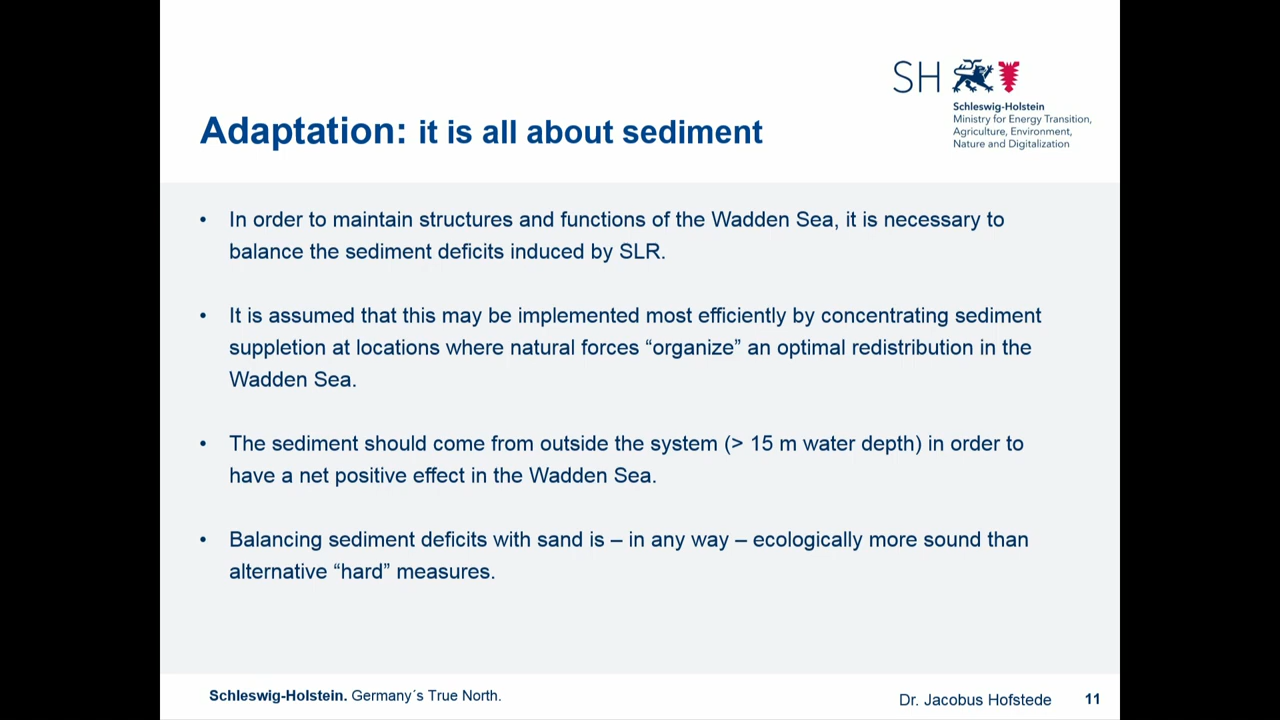 SH
Schleswig-Holstein
Ministry for Energy Transition,
Agriculture, Environment,
Nature and Digitalization
Adaptation: it is all about sediment
• In order to maintain structures and functions of the Wadden Sea, it is necessary to
balance the sediment deficits induced by SLR.
• It is assumed that this may be implemented most efficiently by concentrating sediment
suppletion at locations where natural forces “organize” an optimal redistribution in the
Wadden Sea.
• The sediment should come from outside the system (> 15 m water depth) in order to
have a net positive effect in the Wadden Sea.
• Balancing sediment deficits with sand is – in any way – ecologically more sound than
alternative “hard” measures.
Schleswig-Holstein. Germany´s True North.
Dr. Jacobus Hofstede 11